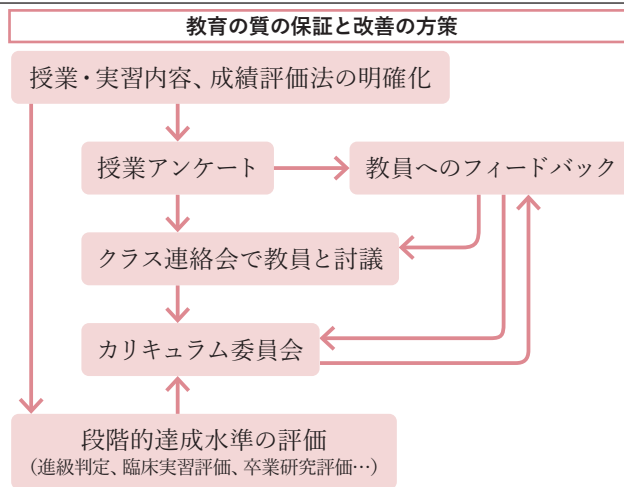 教育の質の保証と改善の方策
授業・実習内容、成績評価法の明確化
授業アンケート
教員へのフィードバック
クラス連絡会で教員と討議
カリキュラム委員会
段階的達成水準の評価
(進級判定、臨床実習評価、卒業研究評価…)